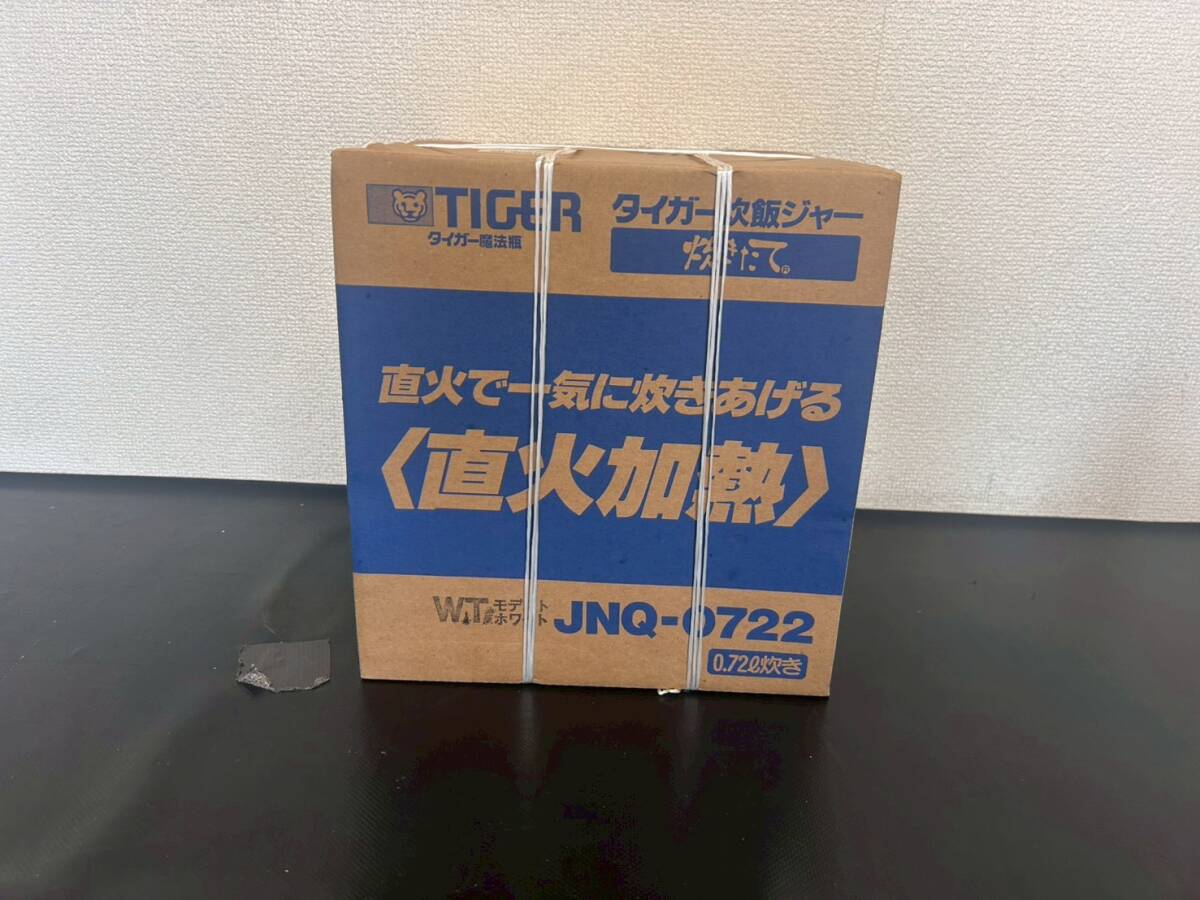 TIGER
タイガー魔法瓶
タイガー炊飯ジャー
炊きたて®
直火で一気に炊きあげる
〈直火加熱〉
WT モデストホワイト
JNQ-0722
0.72ℓ炊き